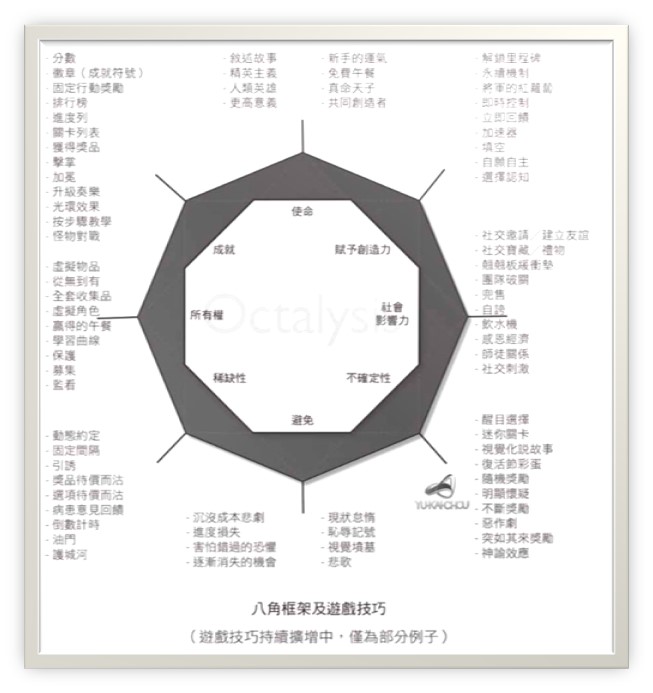 - 分數
- 徽章（成就符號）
- 固定行動獎勵
- 排行榜
- 進度列
- 關卡列表
- 獲得獎品
- 擊掌
- 加冕
- 升級奏樂
- 光環效果
- 按步驟教學
- 怪物對戰
- 敘述故事
- 精英主義
- 人類英雄
- 更高意義
- 新手的運氣
- 免費午餐
- 真命天子
- 共同創造者
- 解鎖里程碑
- 永續機制
- 將軍的紅蘿蔔
- 即時控制
- 立即回饋
- 加速器
- 填空
- 自願自主
- 選擇認知
- 虛擬物品
- 從無到有
- 全套收集品
- 虛擬角色
- 贏得的午餐
- 學習曲線
- 保護
- 募集
- 監看
- 社交邀請／建立友誼
- 社交寶藏／禮物
- 翹翹板緩衝墊
- 團隊破關
- 兜售
- 自誇
- 飲水機
- 感恩經濟
- 師徒關係
- 社交刺激
使命
成就
賦予創造力
所有權
Octalysis
社會
影響力
稀缺性
不確定性
避免
- 動態約定
- 固定間隔
- 引誘
- 獎品待價而沽
- 選項待價而沽
- 病患意見回饋
- 倒數計時
- 油門
- 護城河
- 沉沒成本悲劇
- 進度損失
- 害怕錯過的恐懼
- 逐漸消失的機會
- 現狀怠惰
- 恥辱記號
- 視覺墳墓
- 悲歌
- 醒目選擇
- 迷你關卡
- 視覺化説故事
- 復活節彩蛋
- 隨機獎勵
- 明顯懷疑
- 不斷獎勵
- 惡作劇
- 突如其來獎勵
- 神諭效應
YUKAICHOU
八角框架及遊戲技巧
（遊戲技巧持續擴增中，僅為部分例子）